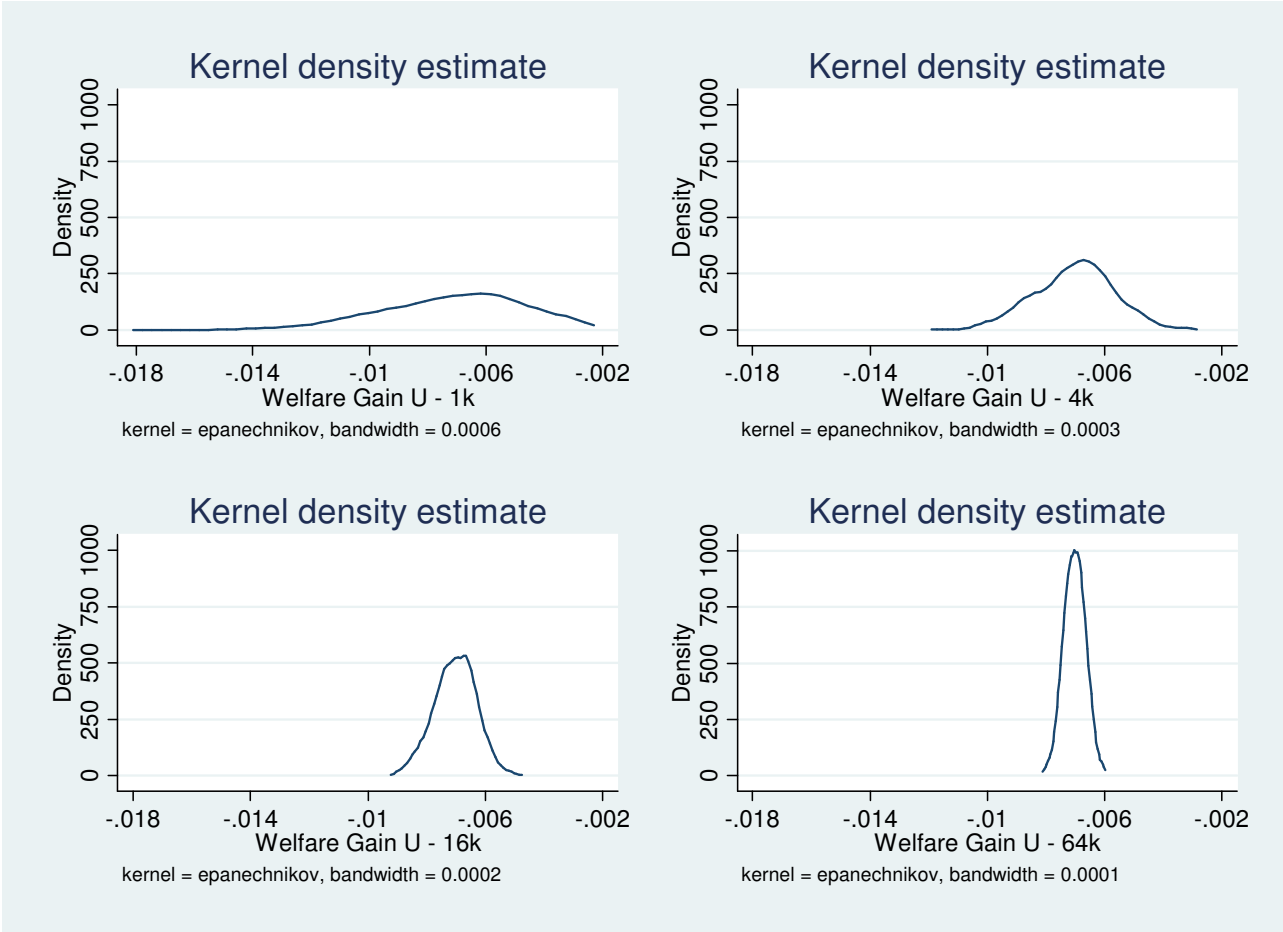 Kernel density estimate
Density
0 250 500 750 1000
-.018 -.014 -.01 -.006 -.002
Welfare Gain U - 1k
kernel = epanechnikov, bandwidth = 0.0006
Kernel density estimate
Density
0 250 500 750 1000
-.018 -.014 -.01 -.006 -.002
Welfare Gain U - 4k
kernel = epanechnikov, bandwidth = 0.0003
Kernel density estimate
Density
0 250 500 750 1000
-.018 -.014 -.01 -.006 -.002
Welfare Gain U - 16k
kernel = epanechnikov, bandwidth = 0.0002
Kernel density estimate
Density
0 250 500 750 1000
-.018 -.014 -.01 -.006 -.002
Welfare Gain U - 64k
kernel = epanechnikov, bandwidth = 0.0001